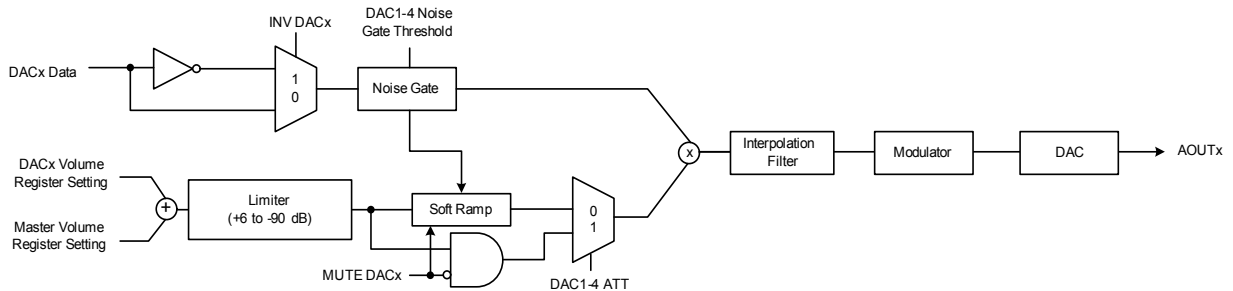 INV DACx
DAC1-4 Noise
Gate Threshold
DACx Data
1
0
Noise Gate
DACx Volume
Register Setting
Master Volume
Register Setting
+
Limiter
(+6 to -90 dB)
Soft Ramp
0
1
MUTE DACx
DAC1-4 ATT
x
Interpolation
Filter
Modulator
DAC
AOUTx